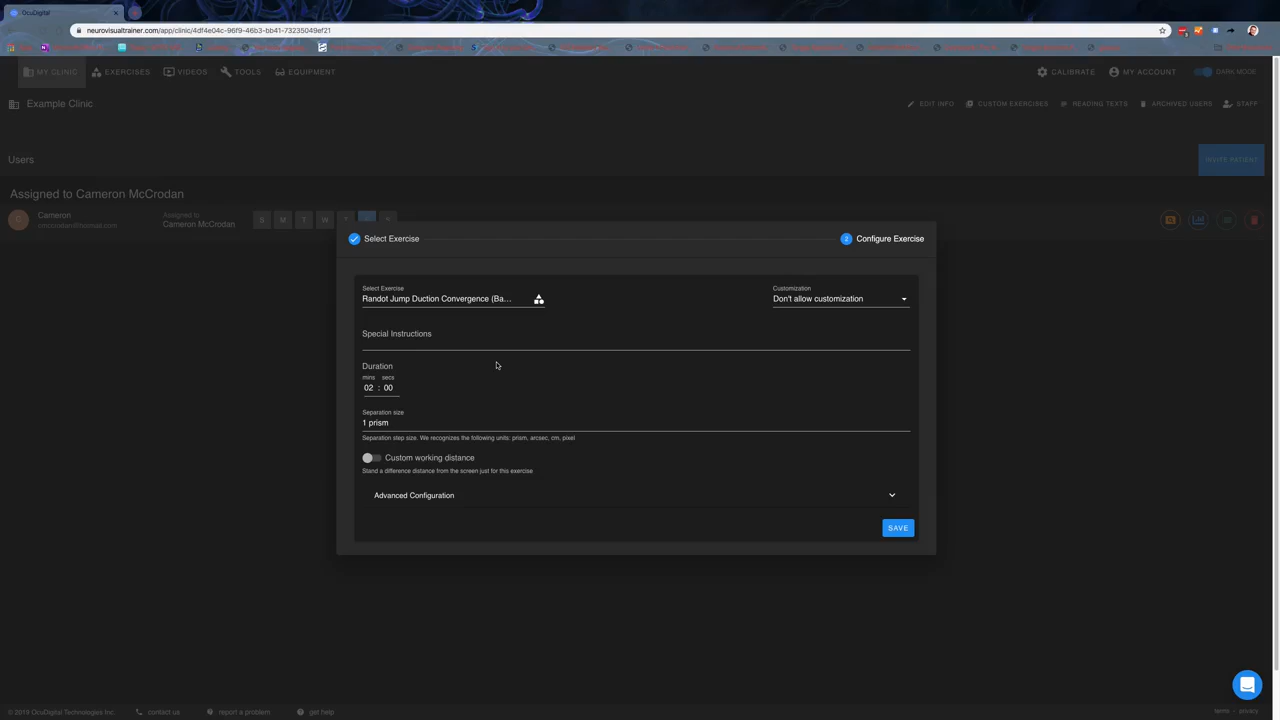 OcuDigital
neurovisualtrainer.com/app/clinic/4df4e04c-96f9-46b3-bb41-73235049ef21
MY CLINIC
EXERCISES
VIDEOS
TOOLS
EQUIPMENT
CALIBRATE
MY ACCOUNT
DARK MODE
Example Clinic
EDIT INFO
CUSTOM EXERCISES
READING TEXTS
ARCHIVED USERS
STAFF
Users
INVITE PATIENT
Assigned to Cameron McCrodan
C
Cameron
cmccrodan@hotmail.com
Assigned to
Cameron McCrodan
S M T W T
Select Exercise
2 Configure Exercise
Select Exercise
Randot Jump Duction Convergence (Ba...
Customization
Don't allow customization
Special Instructions
Duration
mins secs
02 : 00
Separation size
1 prism
Separation step size. We recognizes the following units: prism, arcsec, cm, pixel
Custom working distance
Stand a difference distance from the screen just for this exercise
Advanced Configuration
SAVE
© 2019 OcuDigital Technologies Inc.
contact us
report a problem
get help
terms - privacy